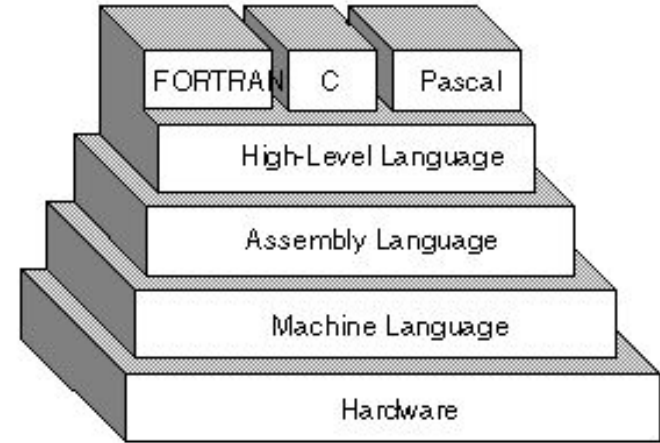 FORTRAN C Pascal
High-Level Language
Assembly Language
Machine Language
Hardware